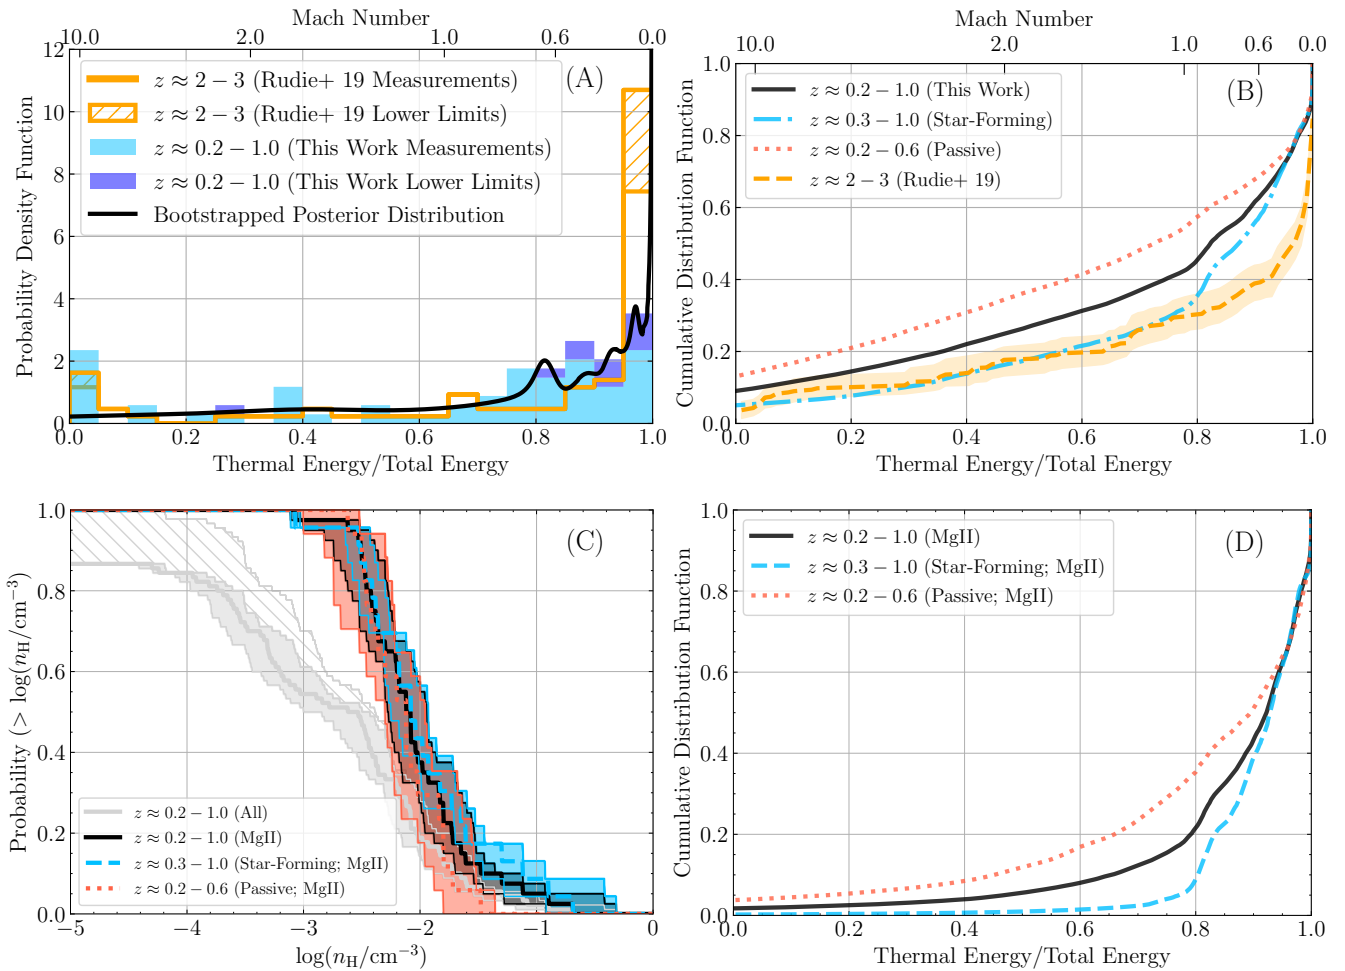 Mach Number
10.0 2.0 1.0 0.6 0.0
(A)
z ≈ 2 − 3 (Rudie+ 19 Measurements)
z ≈ 2 − 3 (Rudie+ 19 Lower Limits)
z ≈ 0.2 − 1.0 (This Work Measurements)
z ≈ 0.2 − 1.0 (This Work Lower Limits)
Bootstrapped Posterior Distribution
Probability Density Function
12
10
8
6
4
2
0
0.0 0.2 0.4 0.6 0.8 1.0
Thermal Energy/Total Energy
Mach Number
10.0 2.0 1.0 0.6 0.0
(B)
z ≈ 0.2 − 1.0 (This Work)
z ≈ 0.3 − 1.0 (Star-Forming)
z ≈ 0.2 − 0.6 (Passive)
z ≈ 2 − 3 (Rudie+ 19)
Cumulative Distribution Function
1.0
0.8
0.6
0.4
0.2
0.0
0.0 0.2 0.4 0.6 0.8 1.0
Thermal Energy/Total Energy
(C)
Probability (> log(n_H/cm⁻³)
1.0
0.8
0.6
0.4
0.2
0.0
z ≈ 0.2 − 1.0 (All)
z ≈ 0.2 − 1.0 (MgII)
z ≈ 0.3 − 1.0 (Star-Forming; MgII)
z ≈ 0.2 − 0.6 (Passive; MgII)
−5 −4 −3 −2 −1 0
log(n_H/cm⁻³)
(D)
z ≈ 0.2 − 1.0 (MgII)
z ≈ 0.3 − 1.0 (Star-Forming; MgII)
z ≈ 0.2 − 0.6 (Passive; MgII)
Cumulative Distribution Function
1.0
0.8
0.6
0.4
0.2
0.0
0.0 0.2 0.4 0.6 0.8 1.0
Thermal Energy/Total Energy